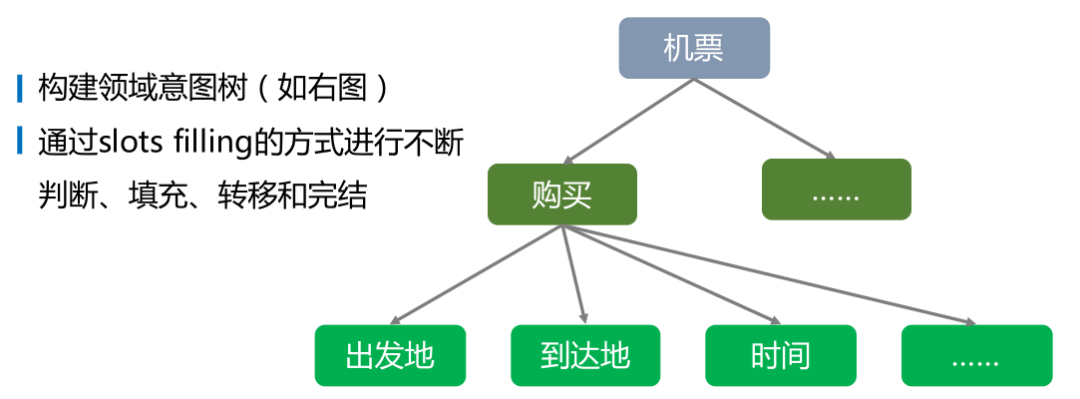 构建领域意图树（如右图）
通过slots filling的方式进行不断
判断、填充、转移和完结
机票
购买
......
出发地
到达地
时间
......